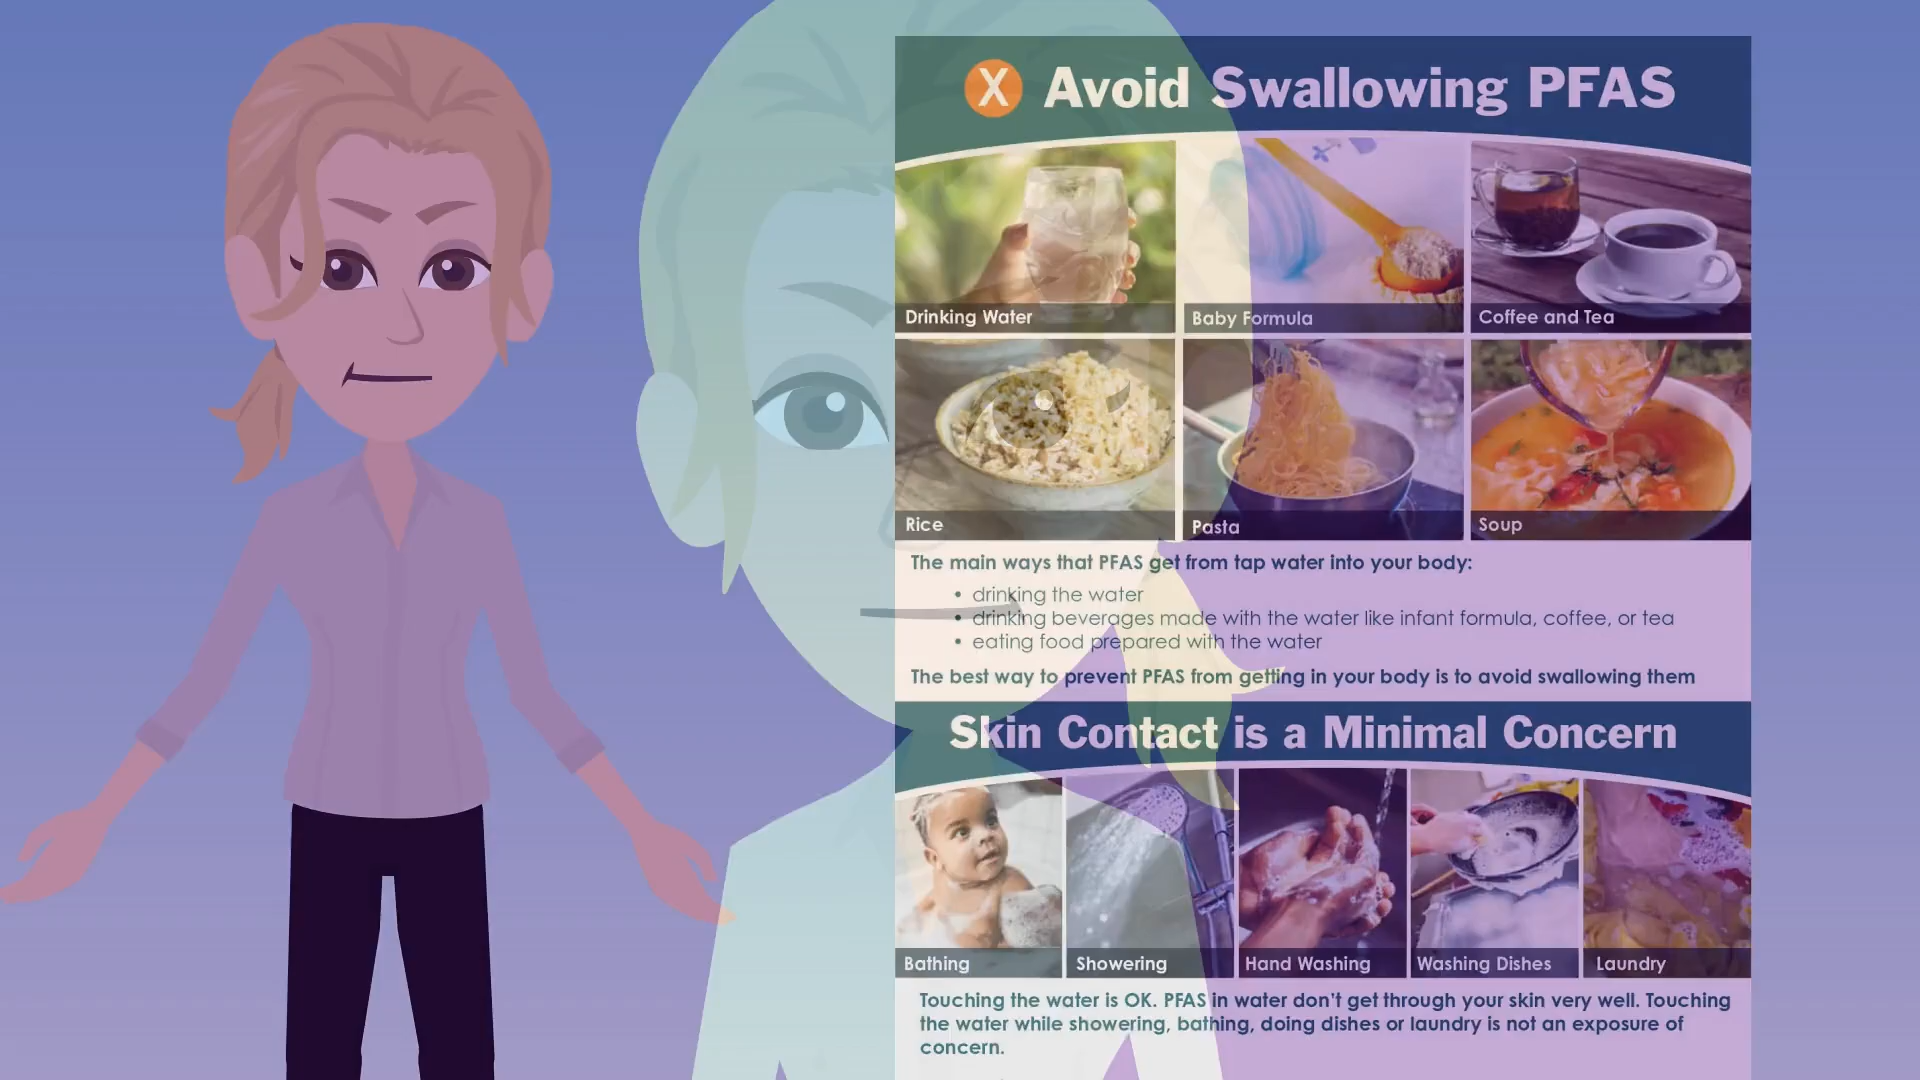 X Avoid Swallowing PFAS
Drinking Water
Baby Formula
Coffee and Tea
Rice
Pasta
Soup
The main ways that PFAS get from tap water into your body:
• drinking the water
• drinking beverages made with the water like infant formula, coffee, or tea
• eating food prepared with the water
The best way to prevent PFAS from getting in your body is to avoid swallowing them
Skin Contact is a Minimal Concern
Bathing
Showering
Hand Washing
Washing Dishes
Laundry
Touching the water is OK. PFAS in water don't get through your skin very well. Touching
the water while showering, bathing, doing dishes or laundry is not an exposure of
concern.